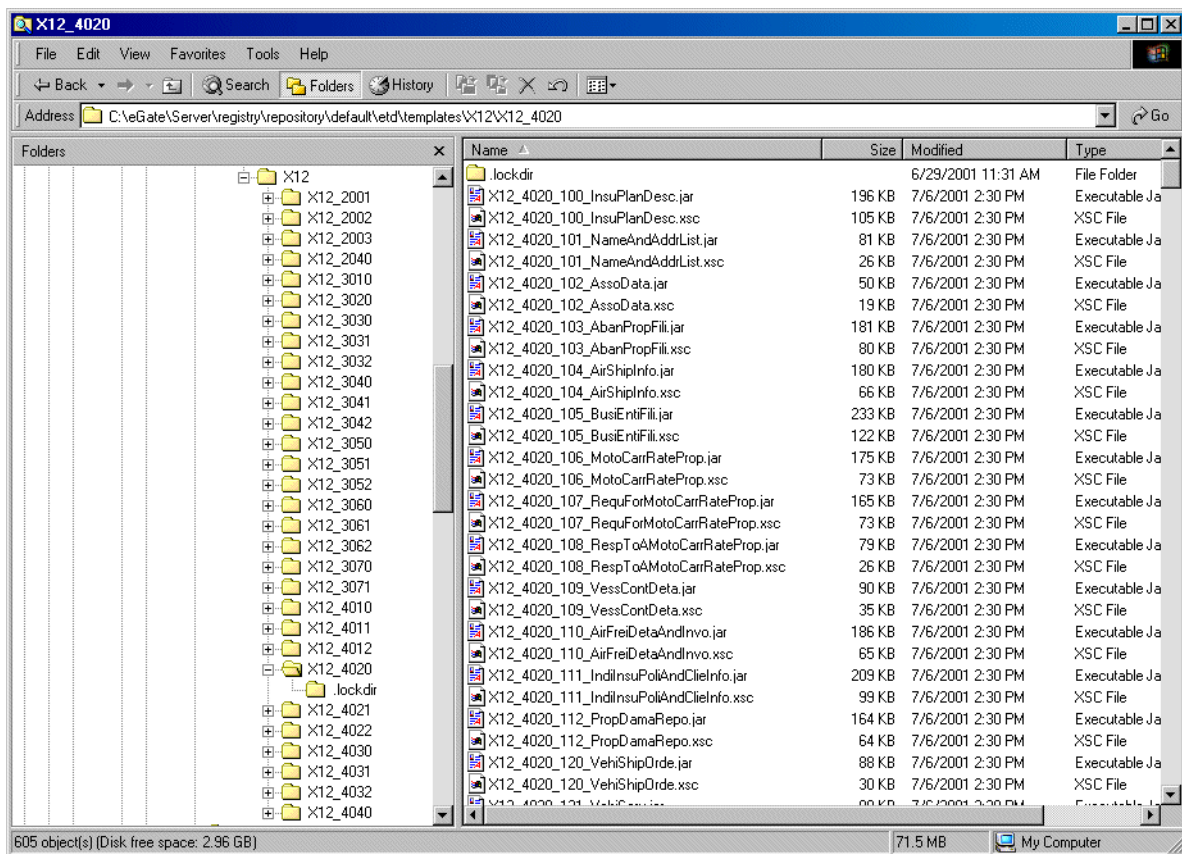 X12_4020
File Edit View Favorites Tools Help
Back Search Folders History
Address C:\eGate\Server\registry\repository\default\etd\templates\X12\X12_4020 Go
Folders
X12
X12_2001
X12_2002
X12_2003
X12_2040
X12_3010
X12_3020
X12_3030
X12_3031
X12_3032
X12_3040
X12_3041
X12_3042
X12_3050
X12_3051
X12_3052
X12_3060
X12_3061
X12_3062
X12_3070
X12_3071
X12_4010
X12_4011
X12_4012
X12_4020
.lockdir
X12_4021
X12_4022
X12_4030
X12_4031
X12_4032
X12_4040
Name Size Modified Type
.lockdir 6/29/2001 11:31 AM File Folder
X12_4020_100_InsuPlanDesc.jar 196 KB 7/6/2001 2:30 PM Executable Ja
X12_4020_100_InsuPlanDesc.xsc 105 KB 7/6/2001 2:30 PM XSC File
X12_4020_101_NameAndAddrList.jar 81 KB 7/6/2001 2:30 PM Executable Ja
X12_4020_101_NameAndAddrList.xsc 26 KB 7/6/2001 2:30 PM XSC File
X12_4020_102_AssoData.jar 50 KB 7/6/2001 2:30 PM Executable Ja
X12_4020_102_AssoData.xsc 19 KB 7/6/2001 2:30 PM XSC File
X12_4020_103_AbanPropFili.jar 181 KB 7/6/2001 2:30 PM Executable Ja
X12_4020_103_AbanPropFili.xsc 80 KB 7/6/2001 2:30 PM XSC File
X12_4020_104_AirShipInfo.jar 180 KB 7/6/2001 2:30 PM Executable Ja
X12_4020_104_AirShipInfo.xsc 66 KB 7/6/2001 2:30 PM XSC File
X12_4020_105_BusiEntiFili.jar 233 KB 7/6/2001 2:30 PM Executable Ja
X12_4020_105_BusiEntiFili.xsc 122 KB 7/6/2001 2:30 PM XSC File
X12_4020_106_MotoCarrRateProp.jar 175 KB 7/6/2001 2:30 PM Executable Ja
X12_4020_106_MotoCarrRateProp.xsc 73 KB 7/6/2001 2:30 PM XSC File
X12_4020_107_RequForMotoCarrRateProp.jar 165 KB 7/6/2001 2:30 PM Executable Ja
X12_4020_107_RequForMotoCarrRateProp.xsc 73 KB 7/6/2001 2:30 PM XSC File
X12_4020_108_RespToAMotoCarrRateProp.jar 79 KB 7/6/2001 2:30 PM Executable Ja
X12_4020_108_RespToAMotoCarrRateProp.xsc 26 KB 7/6/2001 2:30 PM XSC File
X12_4020_109_VessContDeta.jar 90 KB 7/6/2001 2:30 PM Executable Ja
X12_4020_109_VessContDeta.xsc 35 KB 7/6/2001 2:30 PM XSC File
X12_4020_110_AirFreiDetaAndInvo.jar 186 KB 7/6/2001 2:30 PM Executable Ja
X12_4020_110_AirFreiDetaAndInvo.xsc 65 KB 7/6/2001 2:30 PM XSC File
X12_4020_111_IndiInsuPoliAndClieInfo.jar 209 KB 7/6/2001 2:30 PM Executable Ja
X12_4020_111_IndiInsuPoliAndClieInfo.xsc 99 KB 7/6/2001 2:30 PM XSC File
X12_4020_112_PropDamaRepo.jar 164 KB 7/6/2001 2:30 PM Executable Ja
X12_4020_112_PropDamaRepo.xsc 64 KB 7/6/2001 2:30 PM XSC File
X12_4020_120_VehiShipOrde.jar 88 KB 7/6/2001 2:30 PM Executable Ja
X12_4020_120_VehiShipOrde.xsc 30 KB 7/6/2001 2:30 PM XSC File
605 object(s) (Disk free space: 2.96 GB) 71.5 MB My Computer